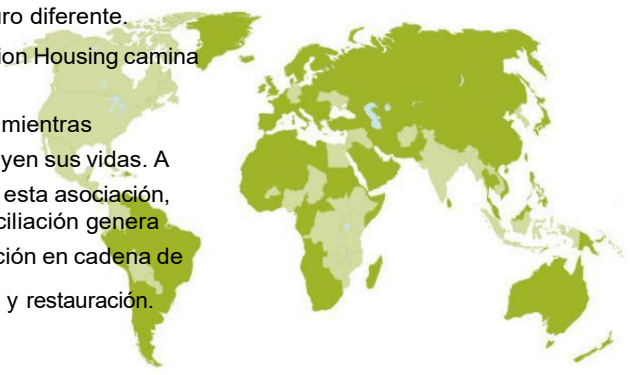 uro diferente.
ion Housing camina
mientras
yen sus vidas. A
esta asociación,
ciliación genera
ción en cadena de
y restauración.